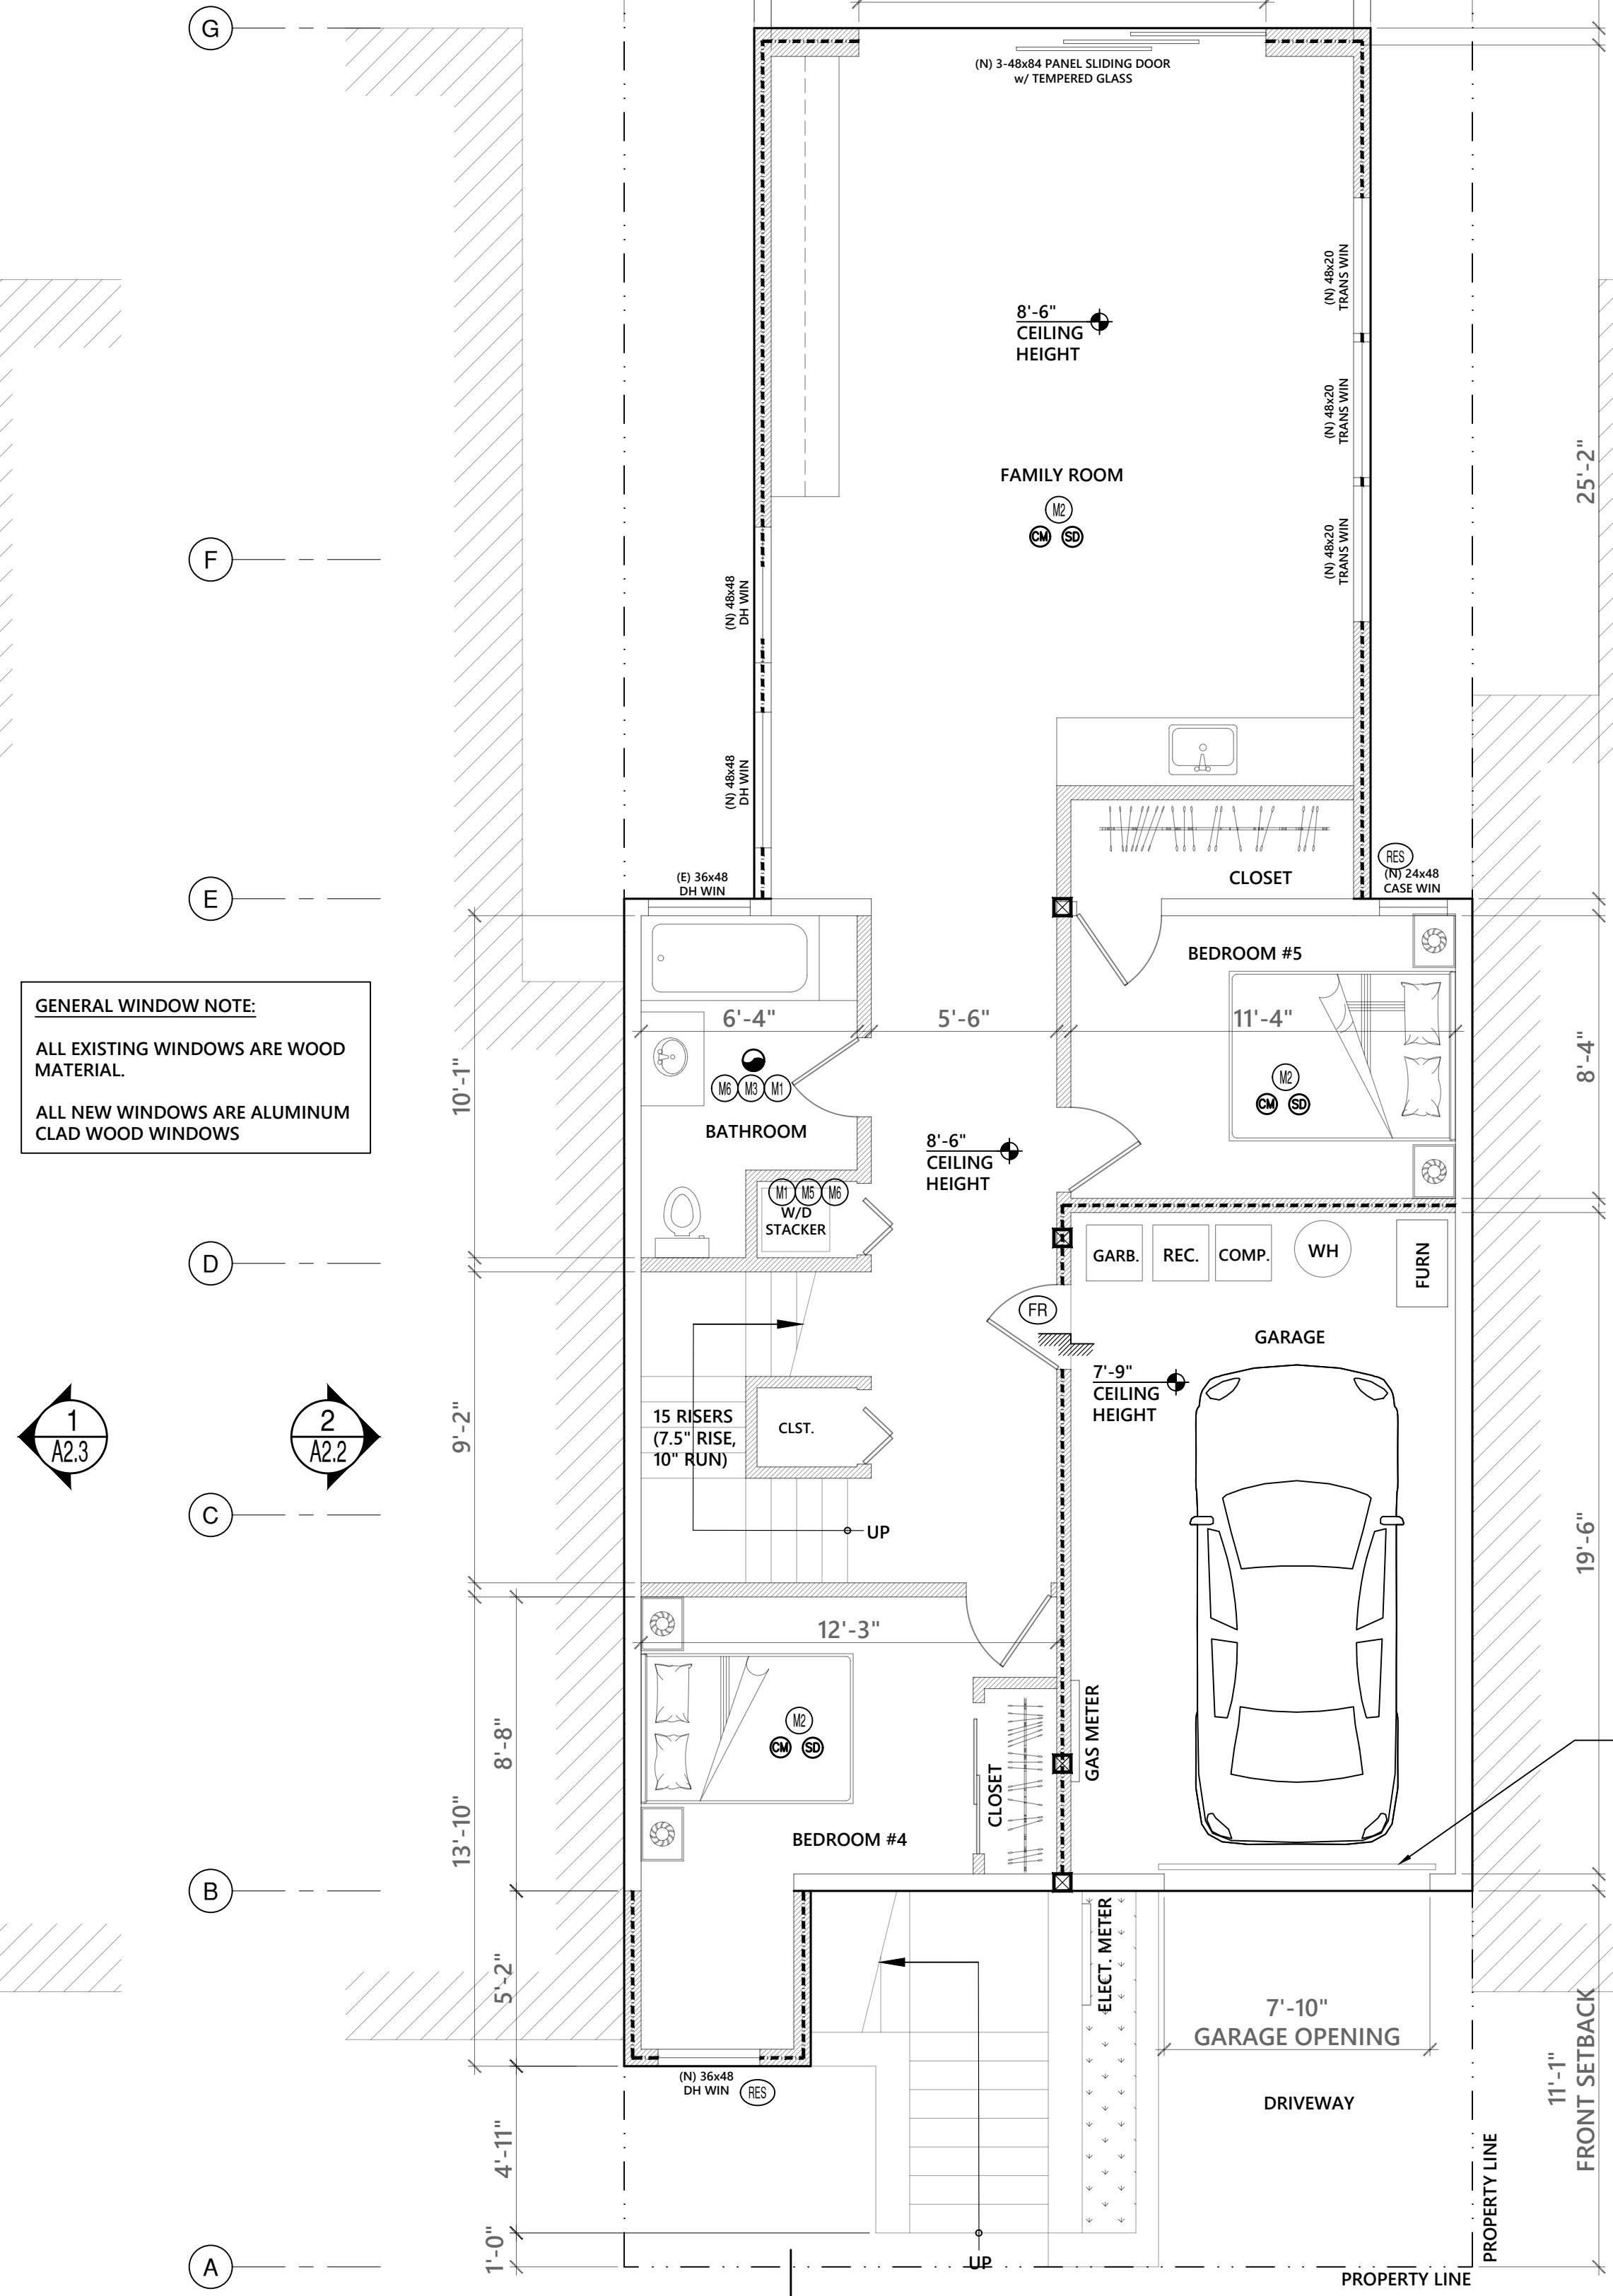 G
(N) 3-48x84 PANEL SLIDING DOOR
w/ TEMPERED GLASS
(N) 48x20
TRANS WIN
8'-6"
CEILING
HEIGHT
(N) 48x20
TRANS WIN
25'-2"
FAMILY ROOM
M2
CM SD
(N) 48x20
TRANS WIN
F
(N) 48x48
DH WIN
(N) 48x48
DH WIN
RES
(N) 24x48
CASE WIN
CLOSET
(E) 36x48
DH WIN
E
BEDROOM #5
GENERAL WINDOW NOTE:
ALL EXISTING WINDOWS ARE WOOD
MATERIAL.
ALL NEW WINDOWS ARE ALUMINUM
CLAD WOOD WINDOWS
6'-4"
5'-6"
11'-4"
10'-1"
8'-4"
M6 M3 M1
M2
CM SD
BATHROOM
8'-6"
CEILING
HEIGHT
M1 M5 M6
W/D
STACKER
D
GARB.
REC.
COMP.
WH
FURN
FR
GARAGE
7'-9"
CEILING
HEIGHT
1
A2.3
2
A2.2
9'-2"
15 RISERS
(7.5" RISE,
10" RUN)
CLST.
C
UP
19'-6"
12'-3"
M2
CM SD
8'-8"
GAS METER
CLOSET
13'-10"
BEDROOM #4
B
ELECT. METER
5'-2"
7'-10"
GARAGE OPENING
(N) 36x48
DH WIN
RES
DRIVEWAY
11'-1"
FRONT SETBACK
4'-11"
PROPERTY LINE
1'-0"
A
UP
PROPERTY LINE